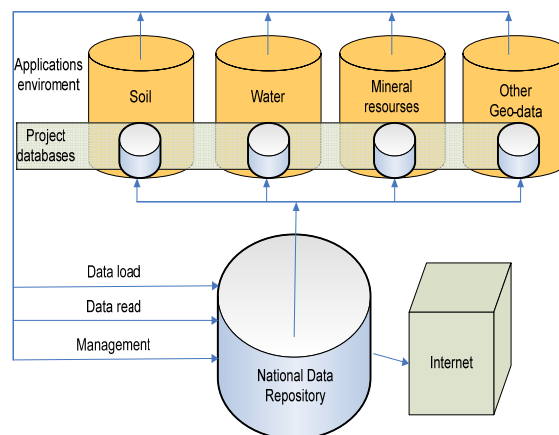 Applications
enviroment
Soil
Water
Mineral
resourses
Other
Geo-data
Project
databases
Data load
Data read
Management
National Data
Repository
Internet